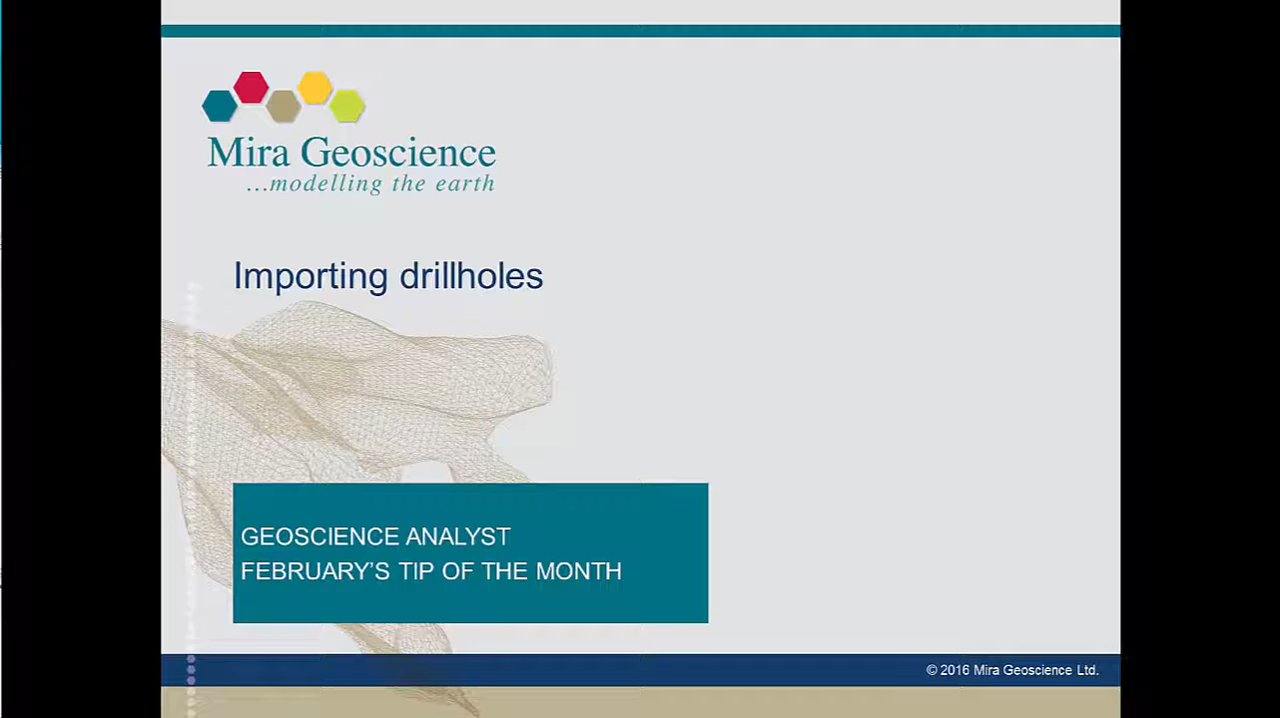 Mira Geoscience
...modelling the earth
Importing drillholes
GEOSCIENCE ANALYST
FEBRUARY’S TIP OF THE MONTH
© 2016 Mira Geoscience Ltd.